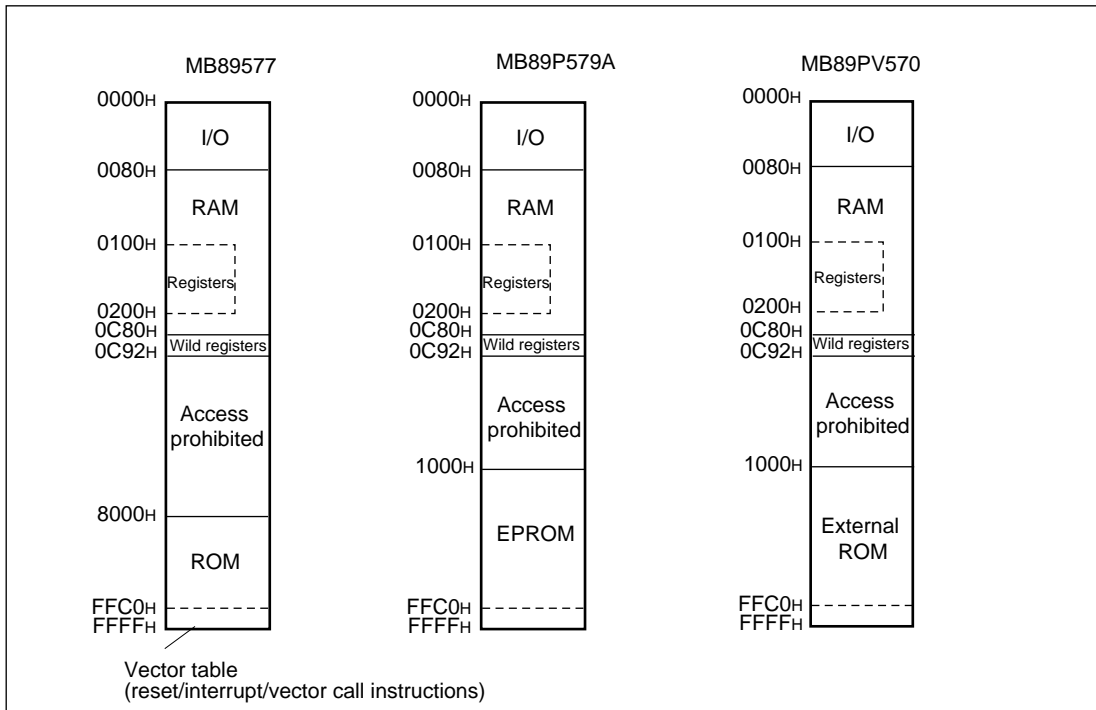 MB89577
0000H
I/O
0080H
RAM
0100H
Registers
0200H
0C80H
Wild registers
0C92H
Access
prohibited
8000H
ROM
FFC0H
FFFFH
Vector table
(reset/interrupt/vector call instructions)
MB89P579A
0000H
I/O
0080H
RAM
0100H
Registers
0200H
0C80H
Wild registers
0C92H
Access
prohibited
1000H
EPROM
FFC0H
FFFFH
MB89PV570
0000H
I/O
0080H
RAM
0100H
Registers
0200H
0C80H
Wild registers
0C92H
Access
prohibited
1000H
External
ROM
FFC0H
FFFFH